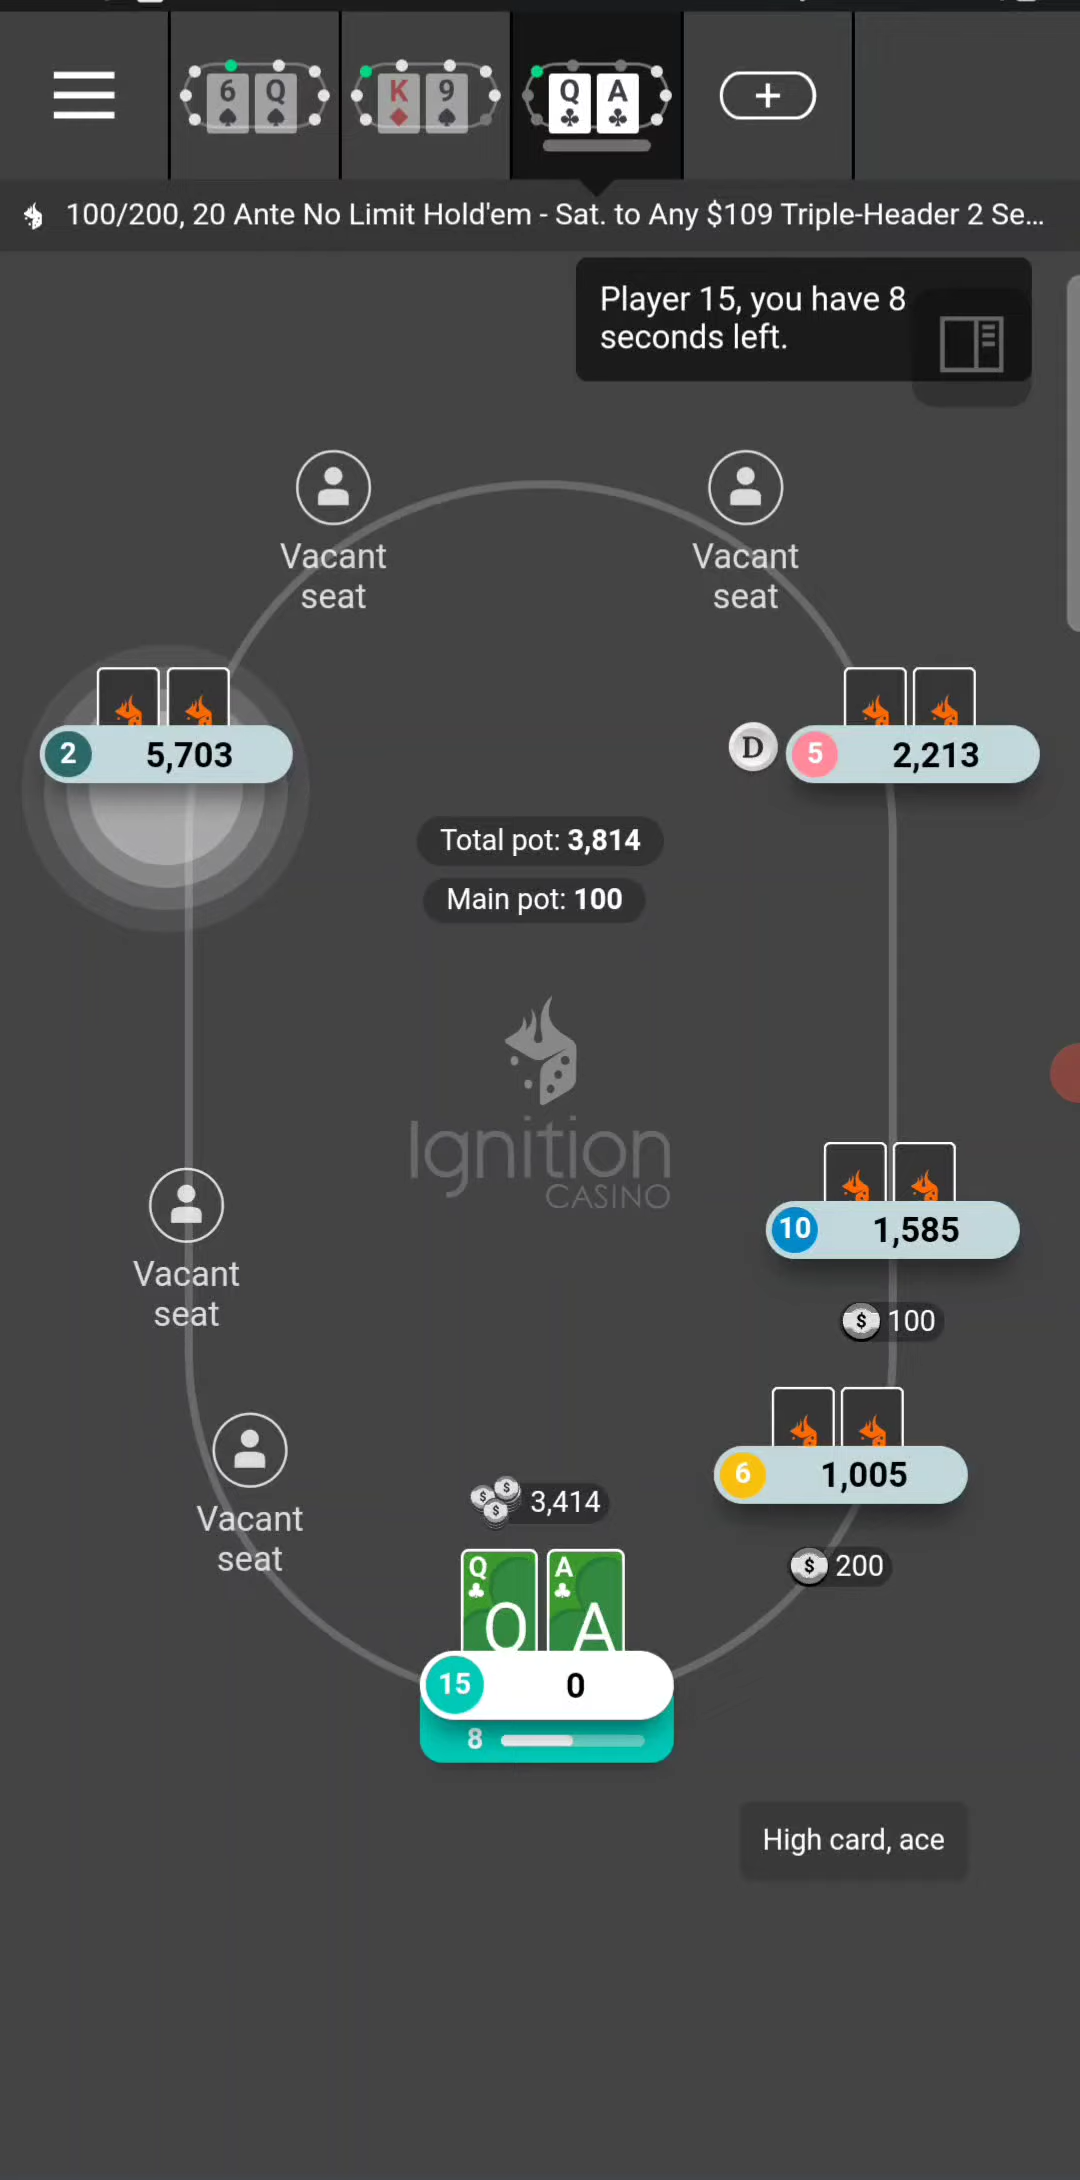 6 Q
K 9
Q A
+
100/200, 20 Ante No Limit Hold'em - Sat. to Any $109 Triple-Header 2 Se...
Player 15, you have 8
seconds left.
Vacant
seat
Vacant
seat
2 5,703
D
5 2,213
Total pot: 3,814
Main pot: 100
Ignition
CASINO
10 1,585
Vacant
seat
$ 100
6 1,005
Vacant
seat
$ $ $ 3,414
$ 200
Q A
Q A
15 0
8
High card, ace